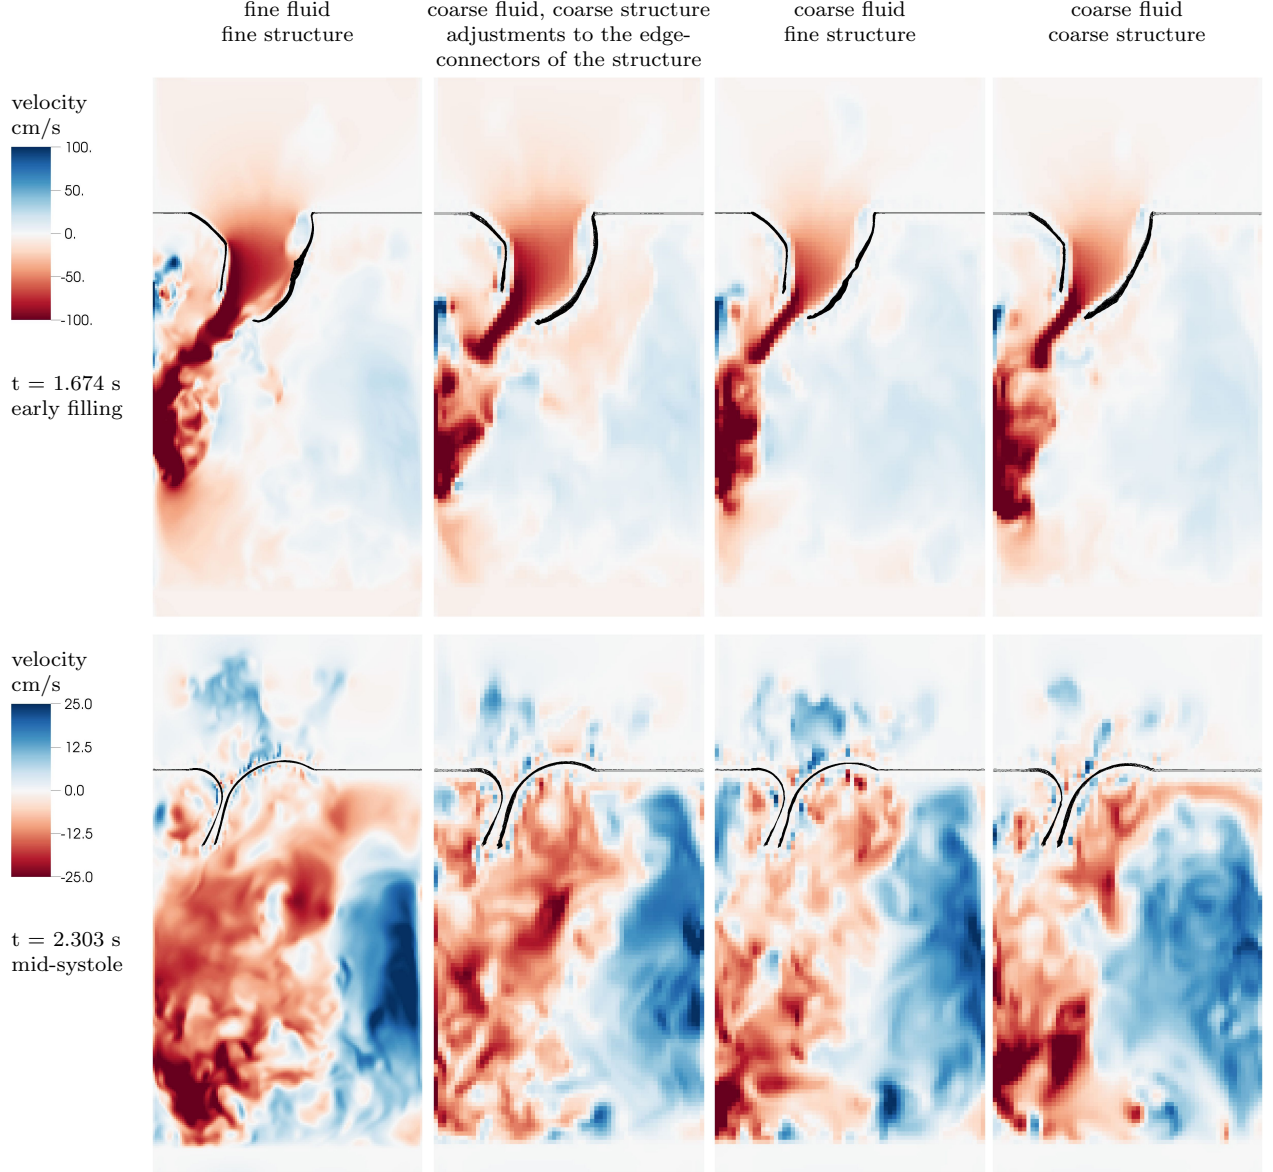 fine fluid
fine structure
coarse fluid, coarse structure
adjustments to the edge-
connectors of the structure
coarse fluid
fine structure
coarse fluid
coarse structure
velocity
cm/s
100.
50.
0.
-50.
-100.
t = 1.674 s
early filling
velocity
cm/s
25.0
12.5
0.0
-12.5
-25.0
t = 2.303 s
mid-systole